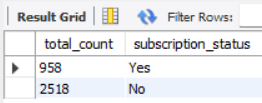 Result Grid Filter Rows:
total_count subscription_status
958 Yes
2518 No